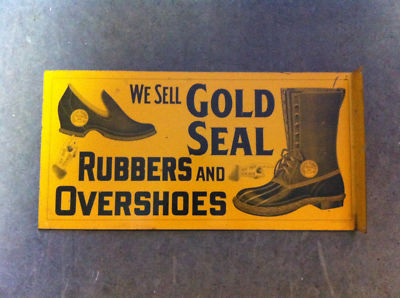 WE SELL GOLD
SEAL
RUBBERS AND
OVERSHOES